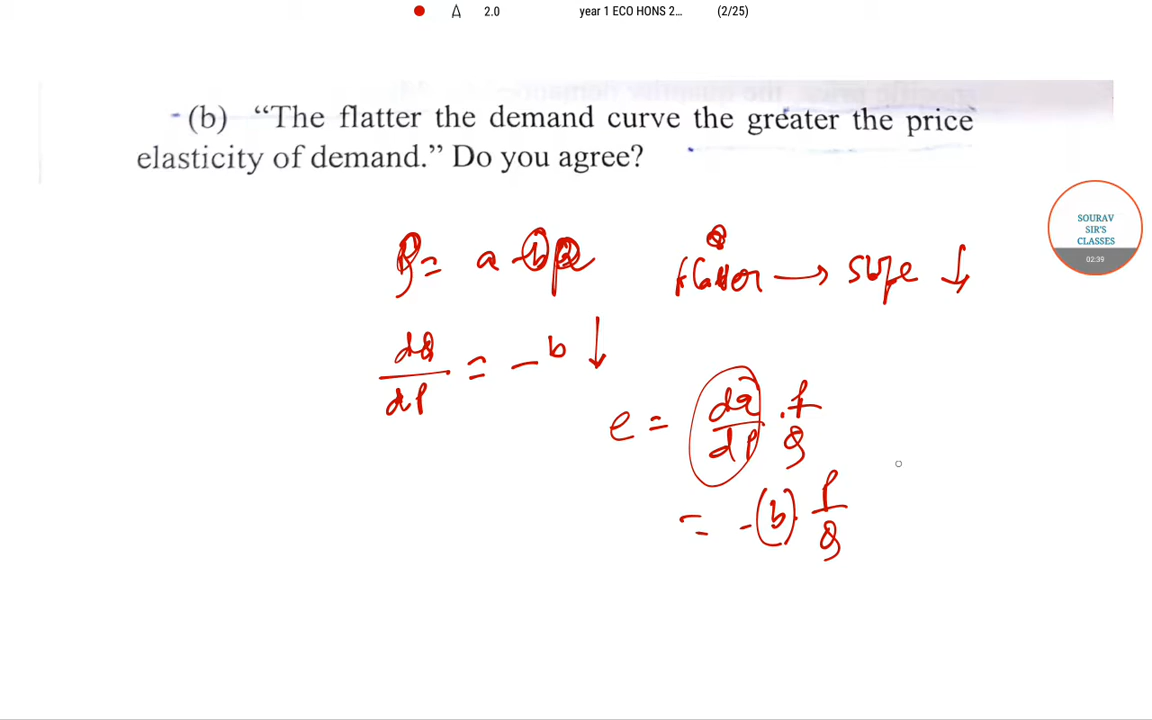 2.0 year 1 ECO HONS 2... (2/25)
(b) “The flatter the demand curve the greater the price
elasticity of demand.” Do you agree?
SOURAV
SIR'S
CLASSES
02:39
= a - b
flatter → slope ↓
dQ/dP = -b ↓
e = dQ/dP · P/Q
= -(b) · P/Q